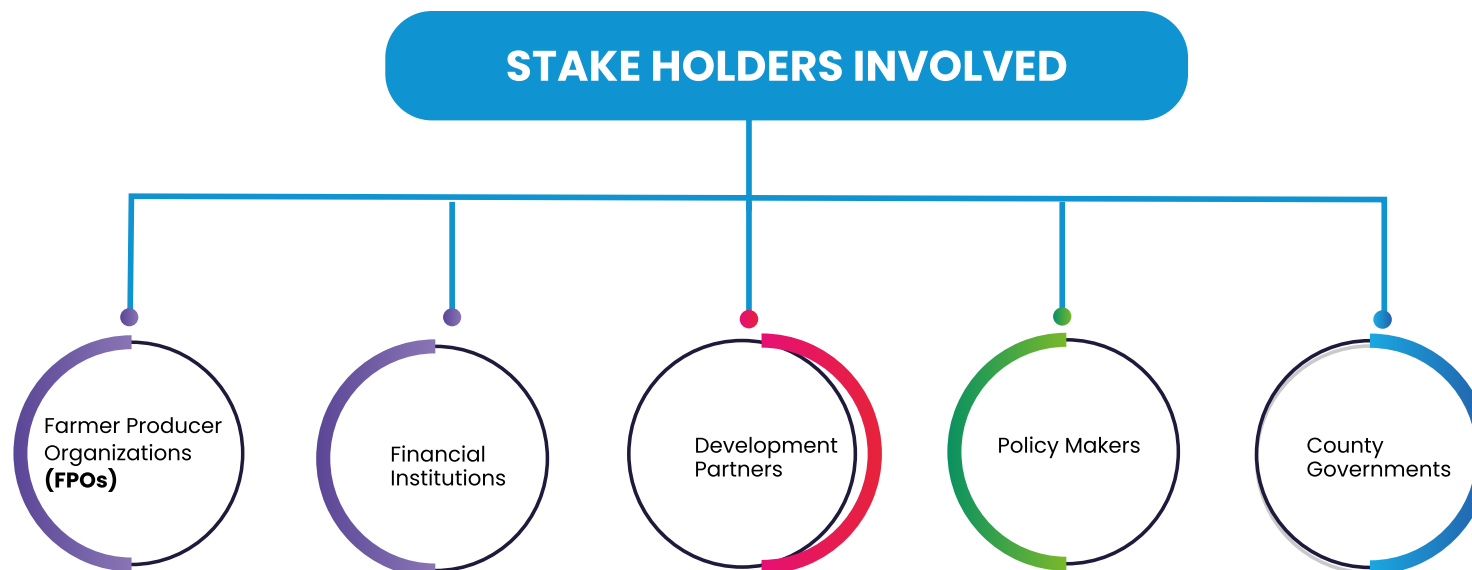 STAKE HOLDERS INVOLVED
Farmer Producer
Organizations
(FPOs)
Financial
Institutions
Development
Partners
Policy Makers
County
Governments